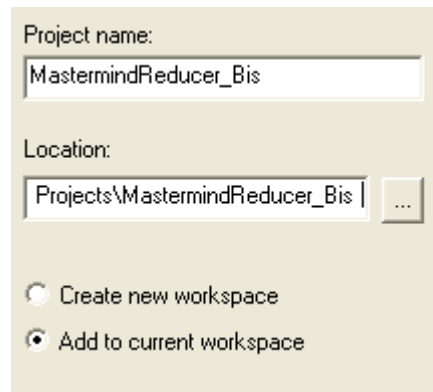 Project name:
MastermindReducer_Bis
Location:
Projects\MastermindReducer_Bis
...
Create new workspace
Add to current workspace